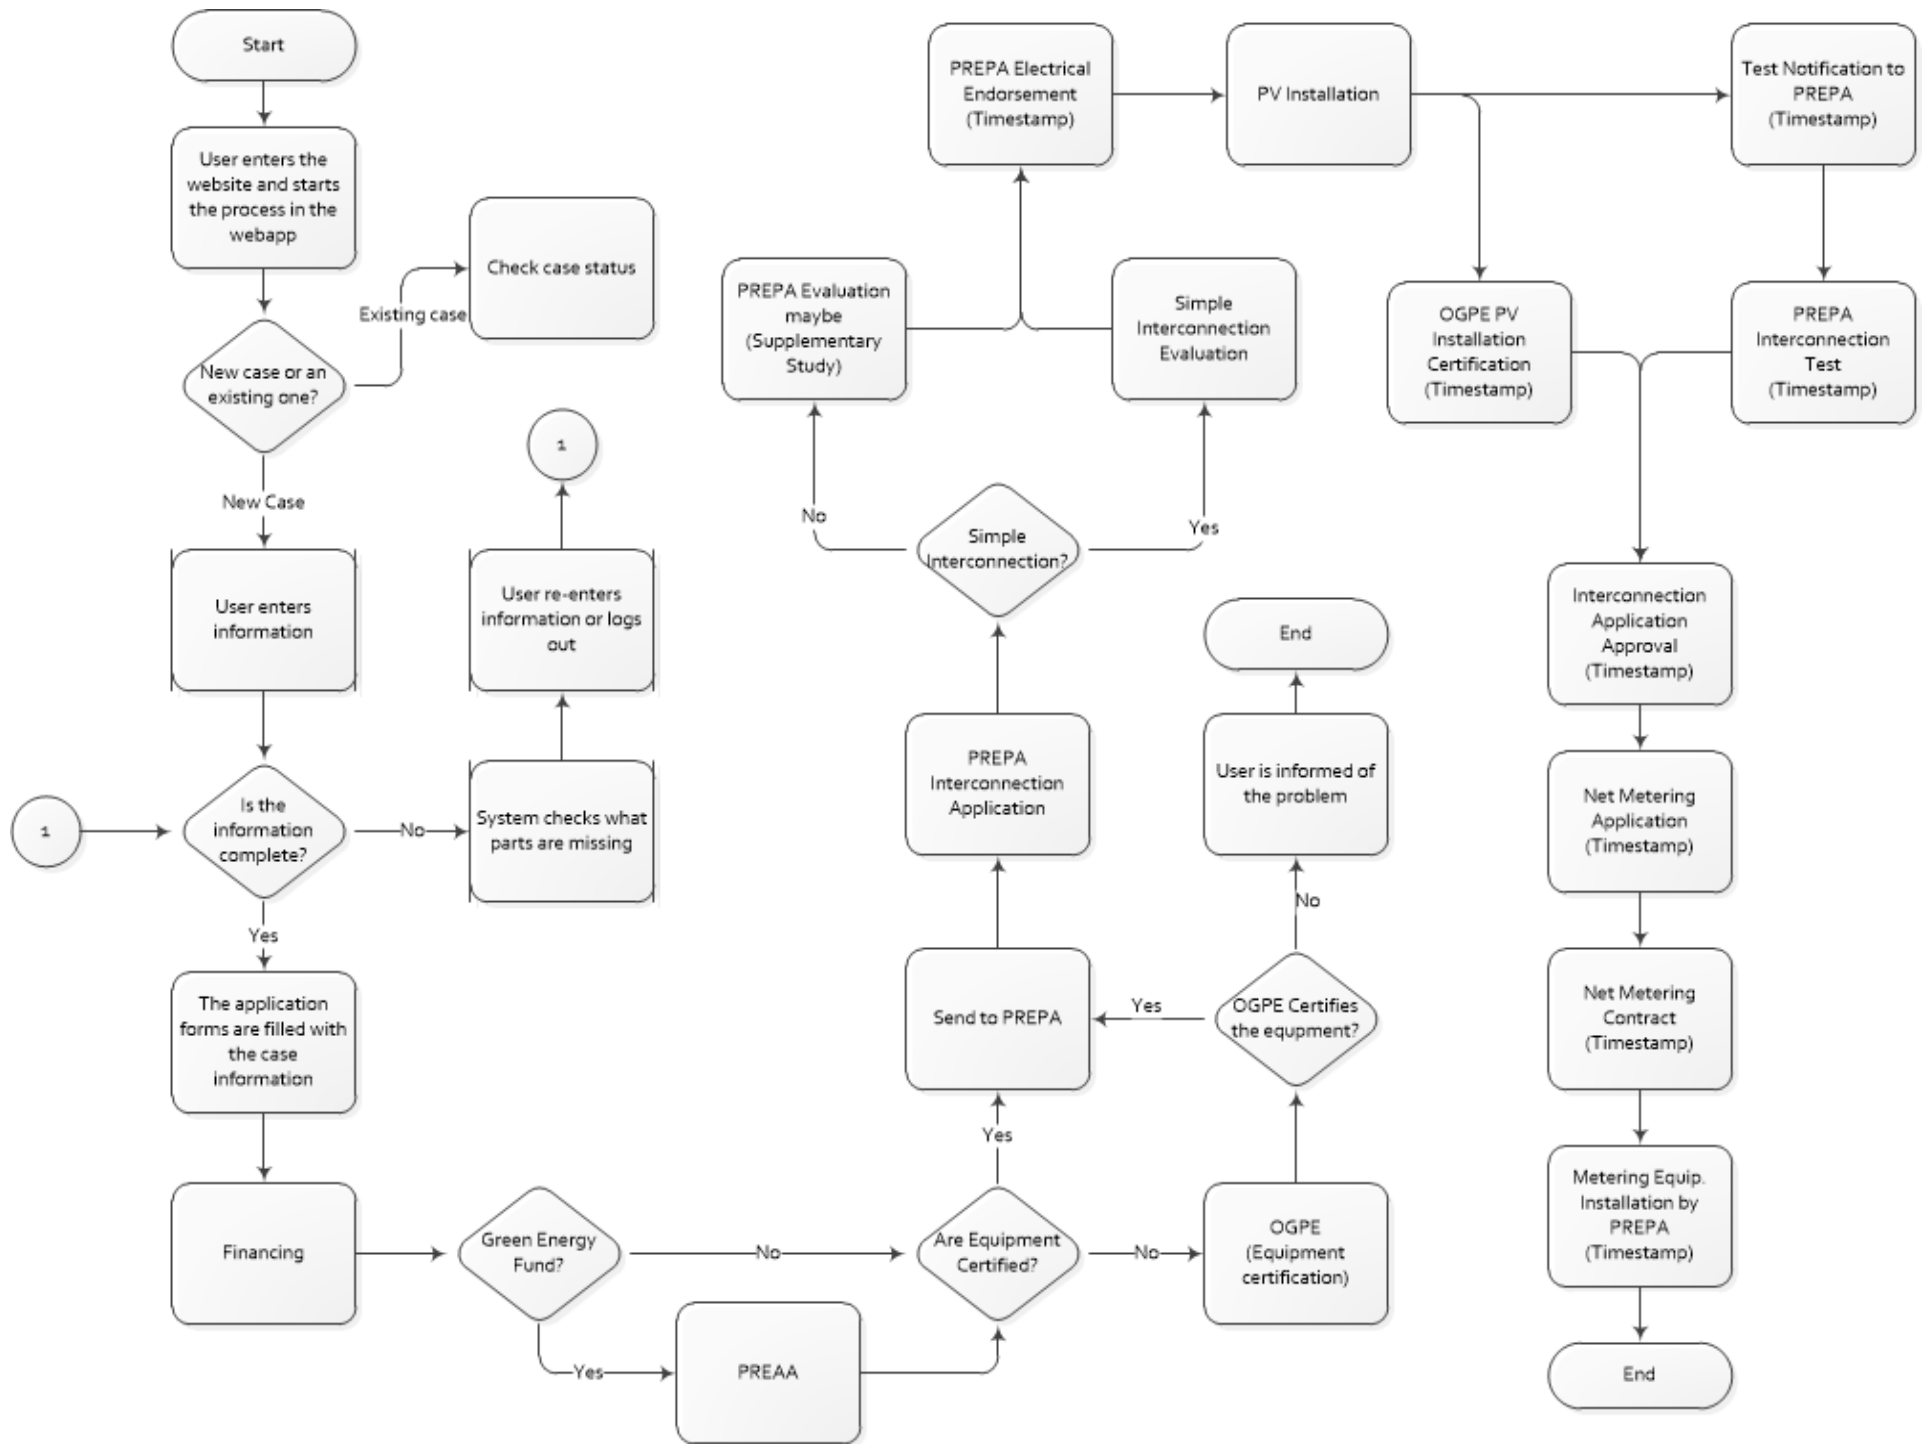 Start
User enters the
website and starts
the process in the
webapp
New case or an
existing one?
Existing case
Check case status
New Case
User enters
information
1
User re-enters
information or logs
out
1
Is the
information
complete?
No
System checks what
parts are missing
Yes
The application
forms are filled with
the case
information
Financing
Green Energy
Fund?
No
Yes
PREAA
Are Equipment
Certified?
No
OGPE
(Equipment
certification)
Yes
OGPE Certifies
the equpment?
Yes
No
User is informed of
the problem
End
Send to PREPA
PREPA
Interconnection
Application
Simple
Interconnection?
No
Yes
PREPA Evaluation
maybe
(Supplementary
Study)
Simple
Interconnection
Evaluation
PREPA Electrical
Endorsement
(Timestamp)
PV Installation
Test Notification to
PREPA
(Timestamp)
OGPE PV
Installation
Certification
(Timestamp)
PREPA
Interconnection
Test
(Timestamp)
Interconnection
Application
Approval
(Timestamp)
Net Metering
Application
(Timestamp)
Net Metering
Contract
(Timestamp)
Metering Equip.
Installation by
PREPA
(Timestamp)
End